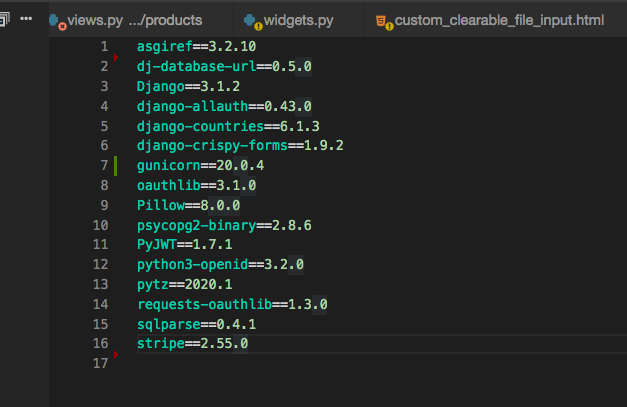 views.py .../products
widgets.py
custom_clearable_file_input.html
1 asgiref==3.2.10
2 dj-database-url==0.5.0
3 Django==3.1.2
4 django-allauth==0.43.0
5 django-countries==6.1.3
6 django-crispy-forms==1.9.2
7 gunicorn==20.0.4
8 oauthlib==3.1.0
9 Pillow==8.0.0
10 psycopg2-binary==2.8.6
11 PyJWT==1.7.1
12 python3-openid==3.2.0
13 pytz==2020.1
14 requests-oauthlib==1.3.0
15 sqlparse==0.4.1
16 stripe==2.55.0
17